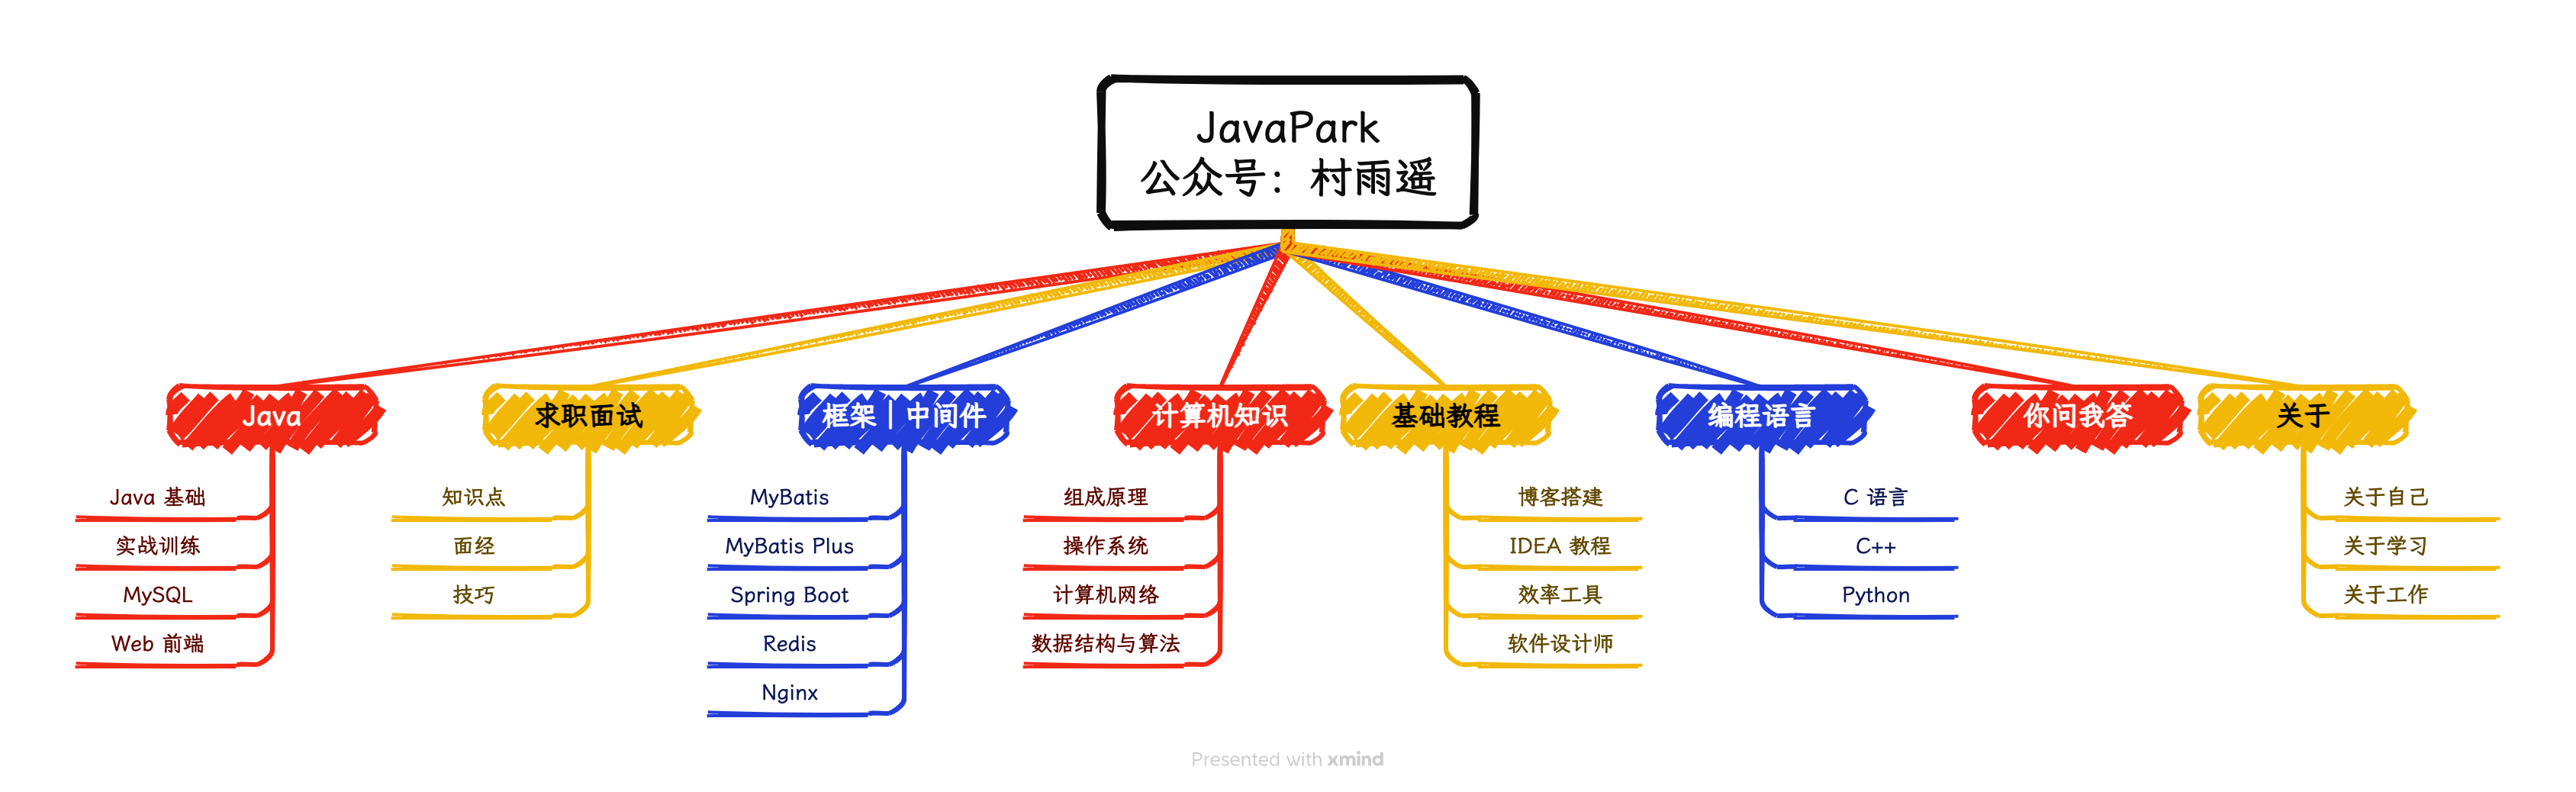 JavaPark
公众号：村雨遥
Java
Java 基础
实战训练
MySQL
Web 前端
求职面试
知识点
面经
技巧
框架｜中间件
MyBatis
MyBatis Plus
Spring Boot
Redis
Nginx
计算机知识
组成原理
操作系统
计算机网络
数据结构与算法
基础教程
博客搭建
IDEA 教程
效率工具
软件设计师
编程语言
C 语言
C++
Python
你问我答
关于
关于自己
关于学习
关于工作
Presented with xmind